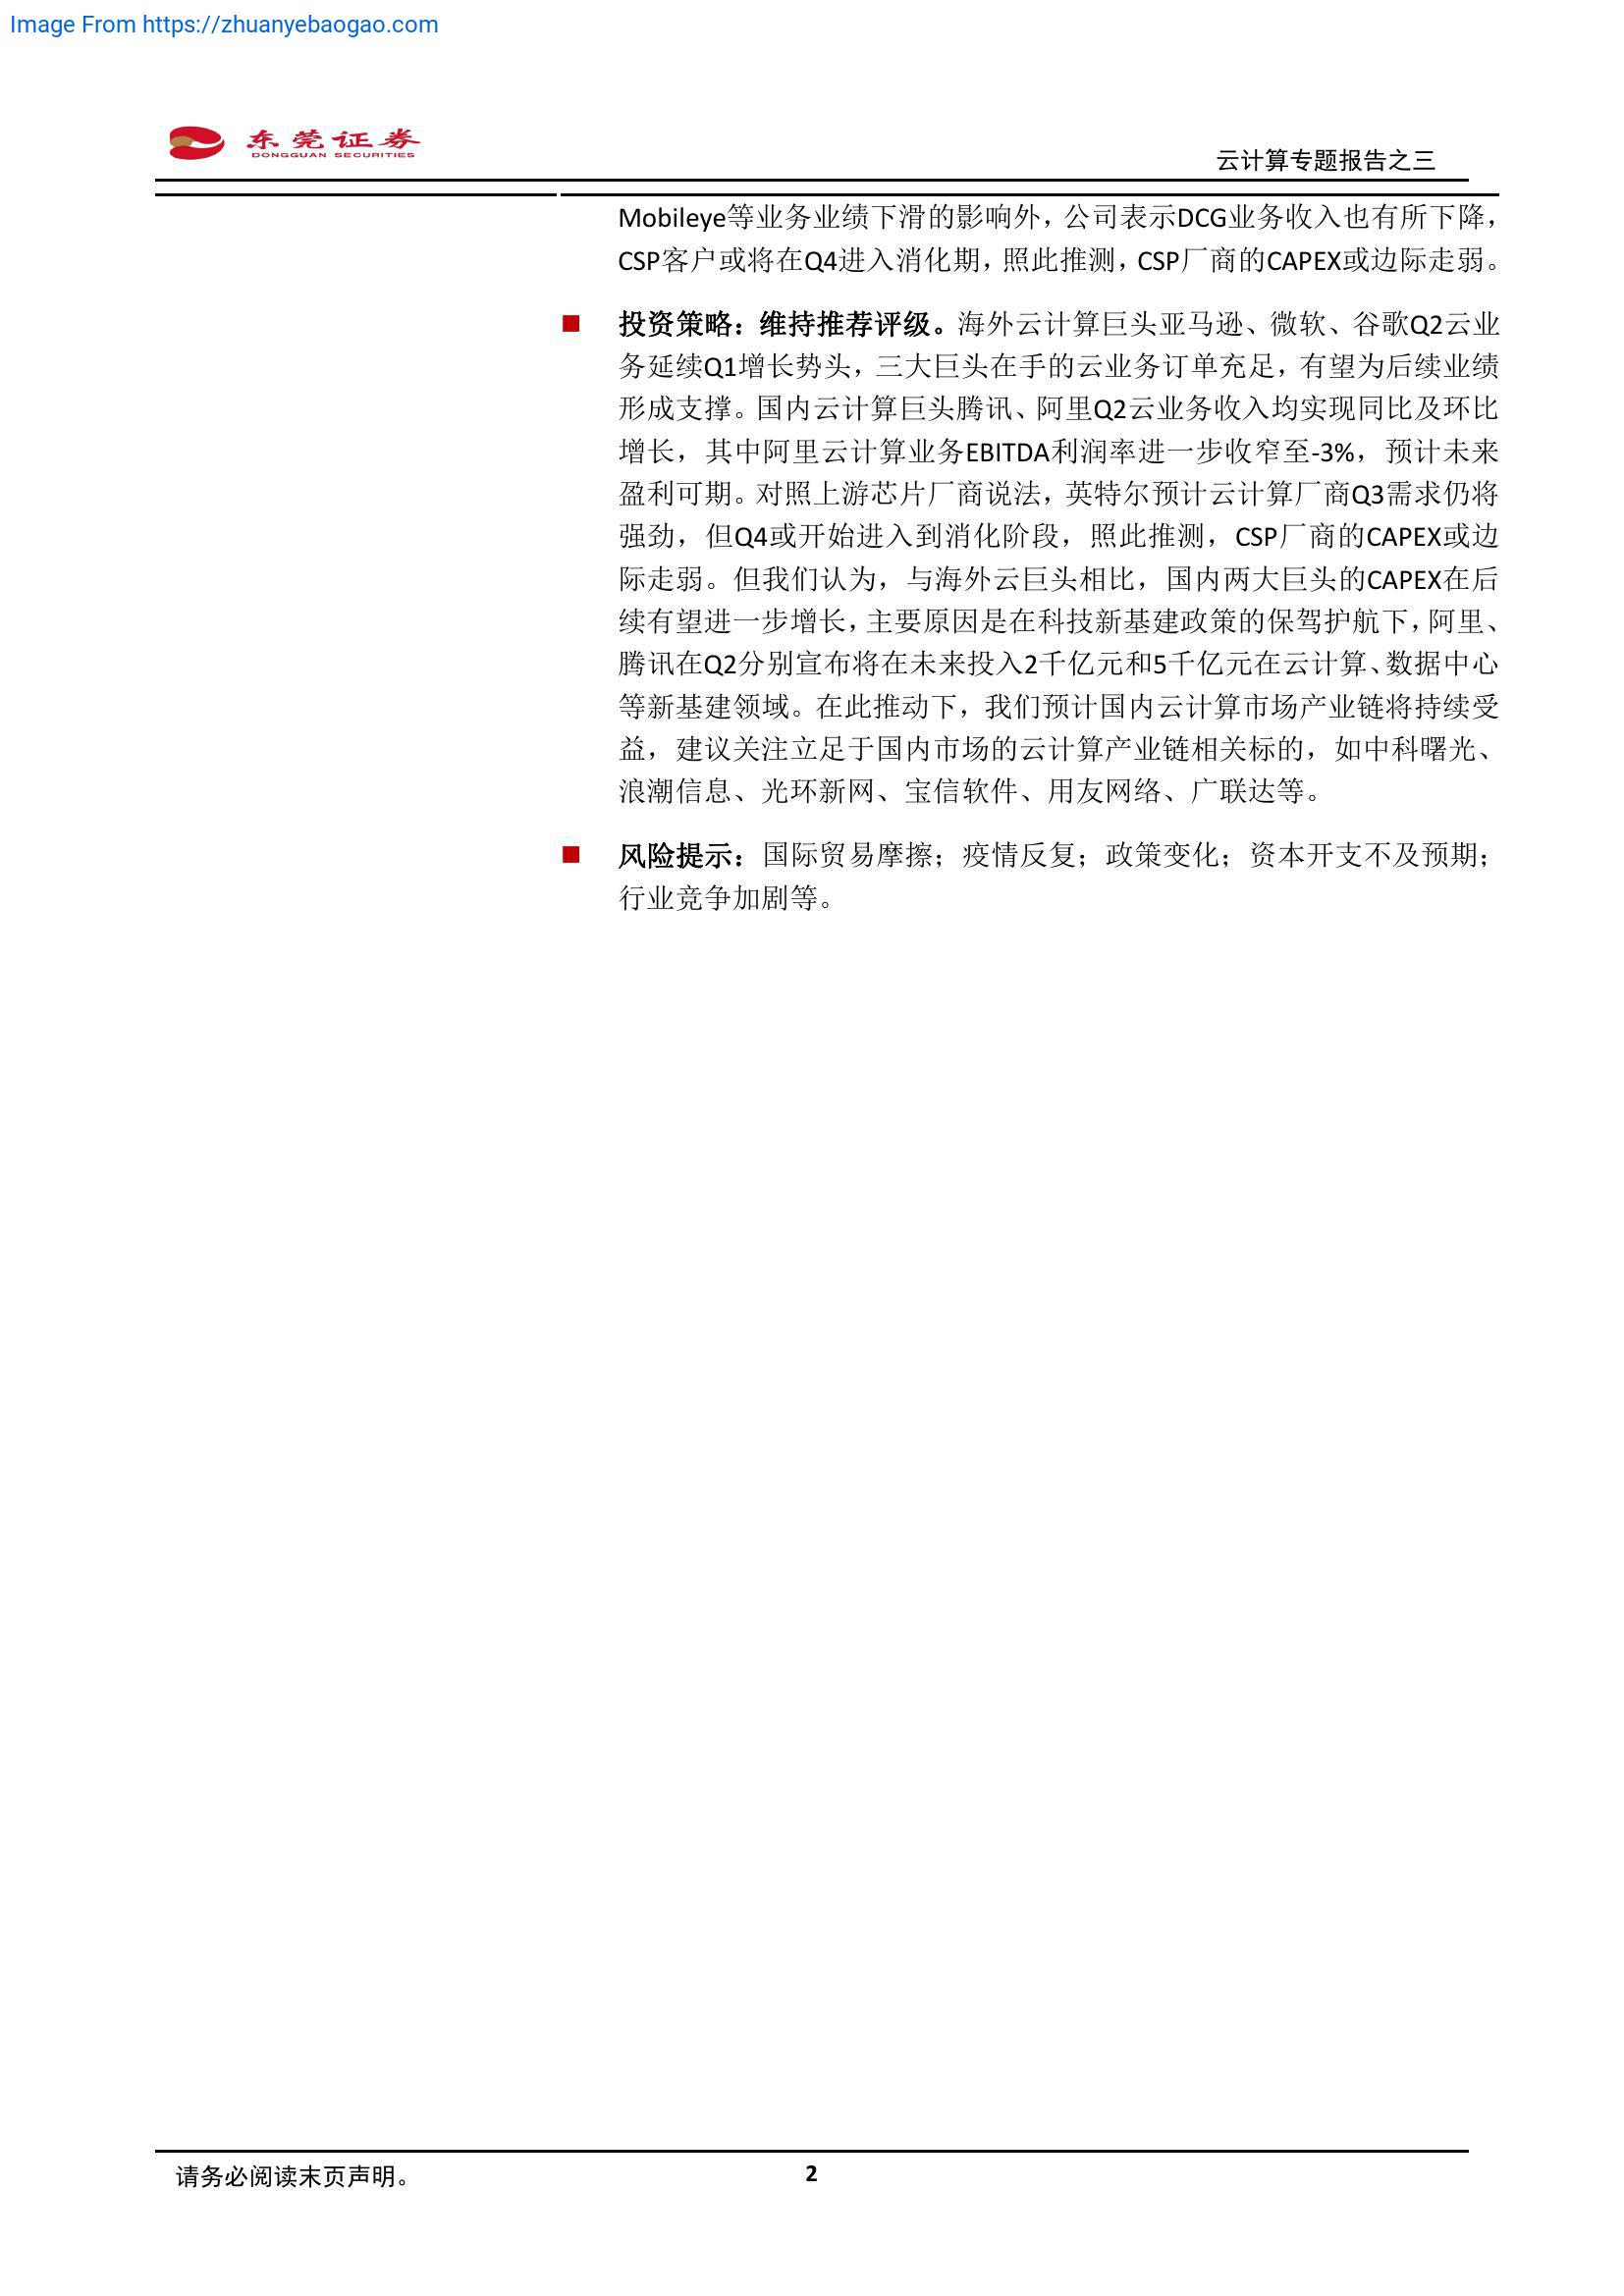 Image From https://zhuanyebaogao.com
东莞证券
DONGGUAN SECURITIES
云计算专题报告之三
Mobileye等业务业绩下滑的影响外，公司表示DCG业务收入也有所下降，
CSP客户或将在Q4进入消化期，照此推测，CSP厂商的CAPEX或边际走弱。
■ 投资策略：维持推荐评级。海外云计算巨头亚马逊、微软、谷歌Q2云业
务延续Q1增长势头，三大巨头在手的云业务订单充足，有望为后续业绩
形成支撑。国内云计算巨头腾讯、阿里Q2云业务收入均实现同比及环比
增长，其中阿里云计算业务EBITDA利润率进一步收窄至-3%，预计未来
盈利可期。对照上游芯片厂商说法，英特尔预计云计算厂商Q3需求仍将
强劲，但Q4或开始进入到消化阶段，照此推测，CSP厂商的CAPEX或边
际走弱。但我们认为，与海外云巨头相比，国内两大巨头的CAPEX在后
续有望进一步增长，主要原因是在科技新基建政策的保驾护航下，阿里、
腾讯在Q2分别宣布将在未来投入2千亿元和5千亿元在云计算、数据中心
等新基建领域。在此推动下，我们预计国内云计算市场产业链将持续受
益，建议关注立足于国内市场的云计算产业链相关标的，如中科曙光、
浪潮信息、光环新网、宝信软件、用友网络、广联达等。
■ 风险提示：国际贸易摩擦；疫情反复；政策变化；资本开支不及预期；
行业竞争加剧等。
请务必阅读末页声明。
2